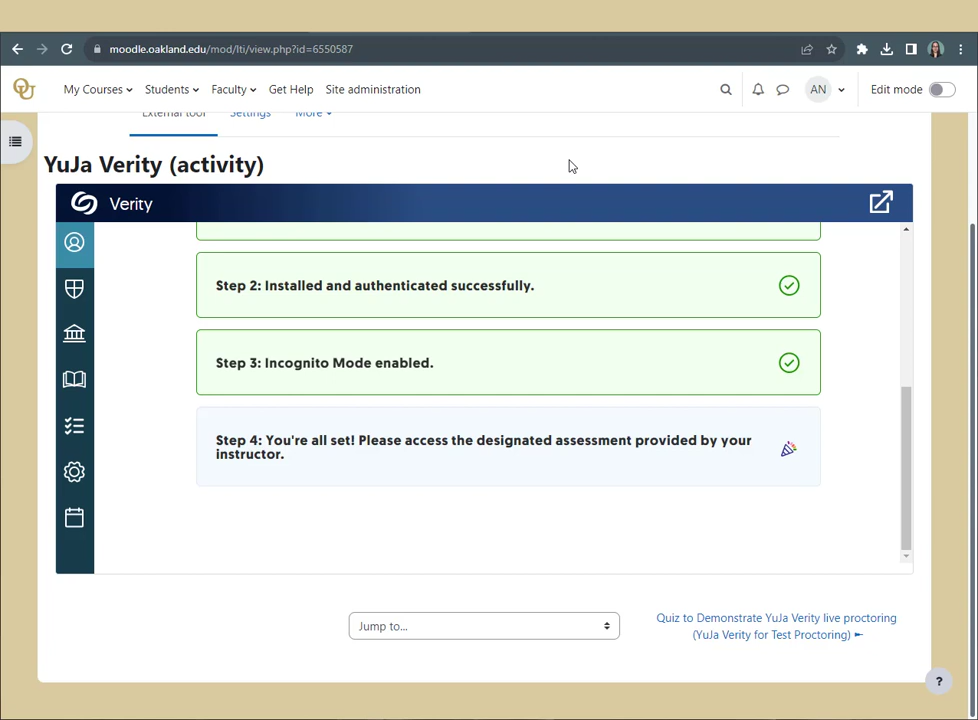 moodle.oakland.edu/mod/lti/view.php?id=6550587
OU
My Courses
Students
Faculty
Get Help
Site administration
AN
Edit mode
External tool
Settings
More
YuJa Verity (activity)
Verity
Step 2: Installed and authenticated successfully.
Step 3: Incognito Mode enabled.
Step 4: You're all set! Please access the designated assessment provided by your
instructor.
Jump to...
Quiz to Demonstrate YuJa Verity live proctoring
(YuJa Verity for Test Proctoring) ►
?